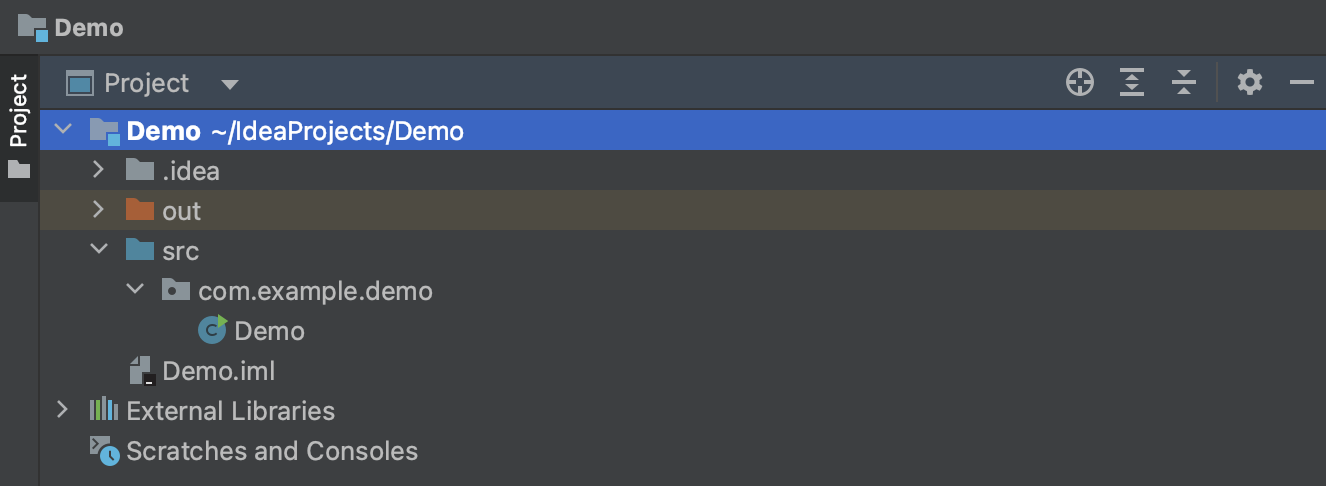 Demo
Project
Project
Demo ~/IdeaProjects/Demo
.idea
out
src
com.example.demo
C Demo
Demo.iml
External Libraries
Scratches and Consoles